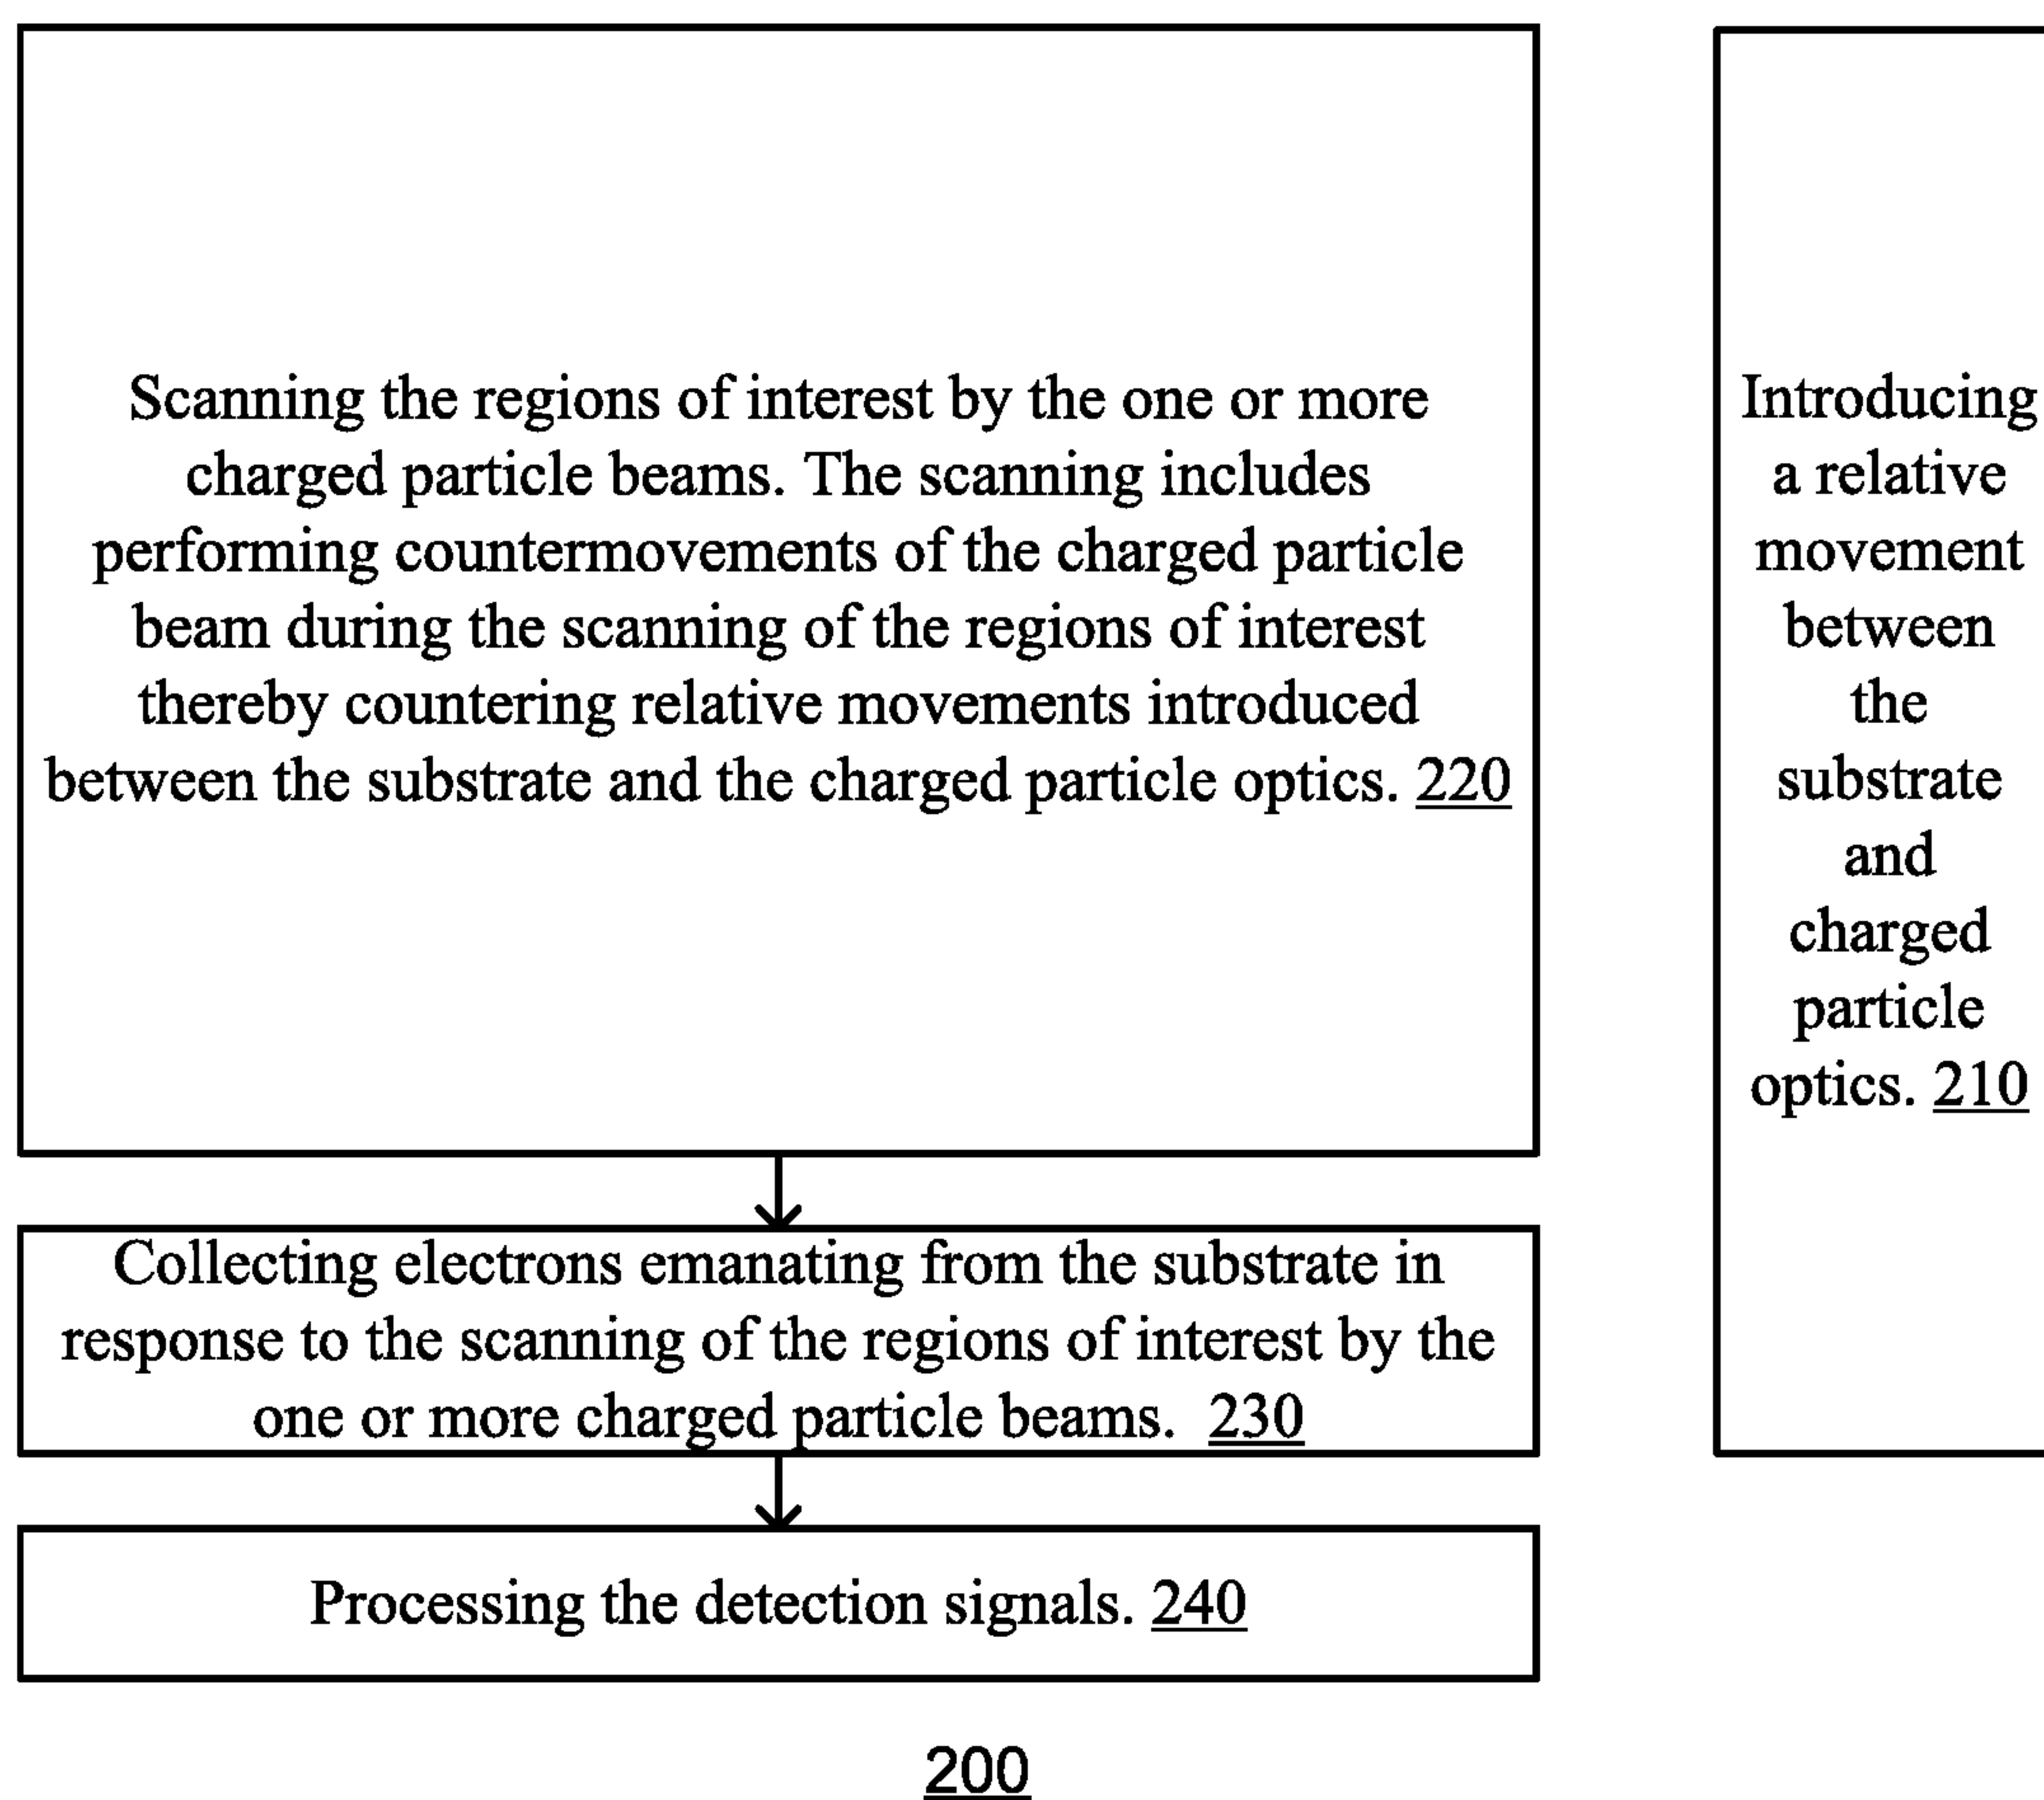 Scanning the regions of interest by the one or more
charged particle beams. The scanning includes
performing countermovements of the charged particle
beam during the scanning of the regions of interest
thereby countering relative movements introduced
between the substrate and the charged particle optics. 220
Introducing
a relative
movement
between
the
substrate
and
charged
particle
optics. 210
Collecting electrons emanating from the substrate in
response to the scanning of the regions of interest by the
one or more charged particle beams. 230
Processing the detection signals. 240
200